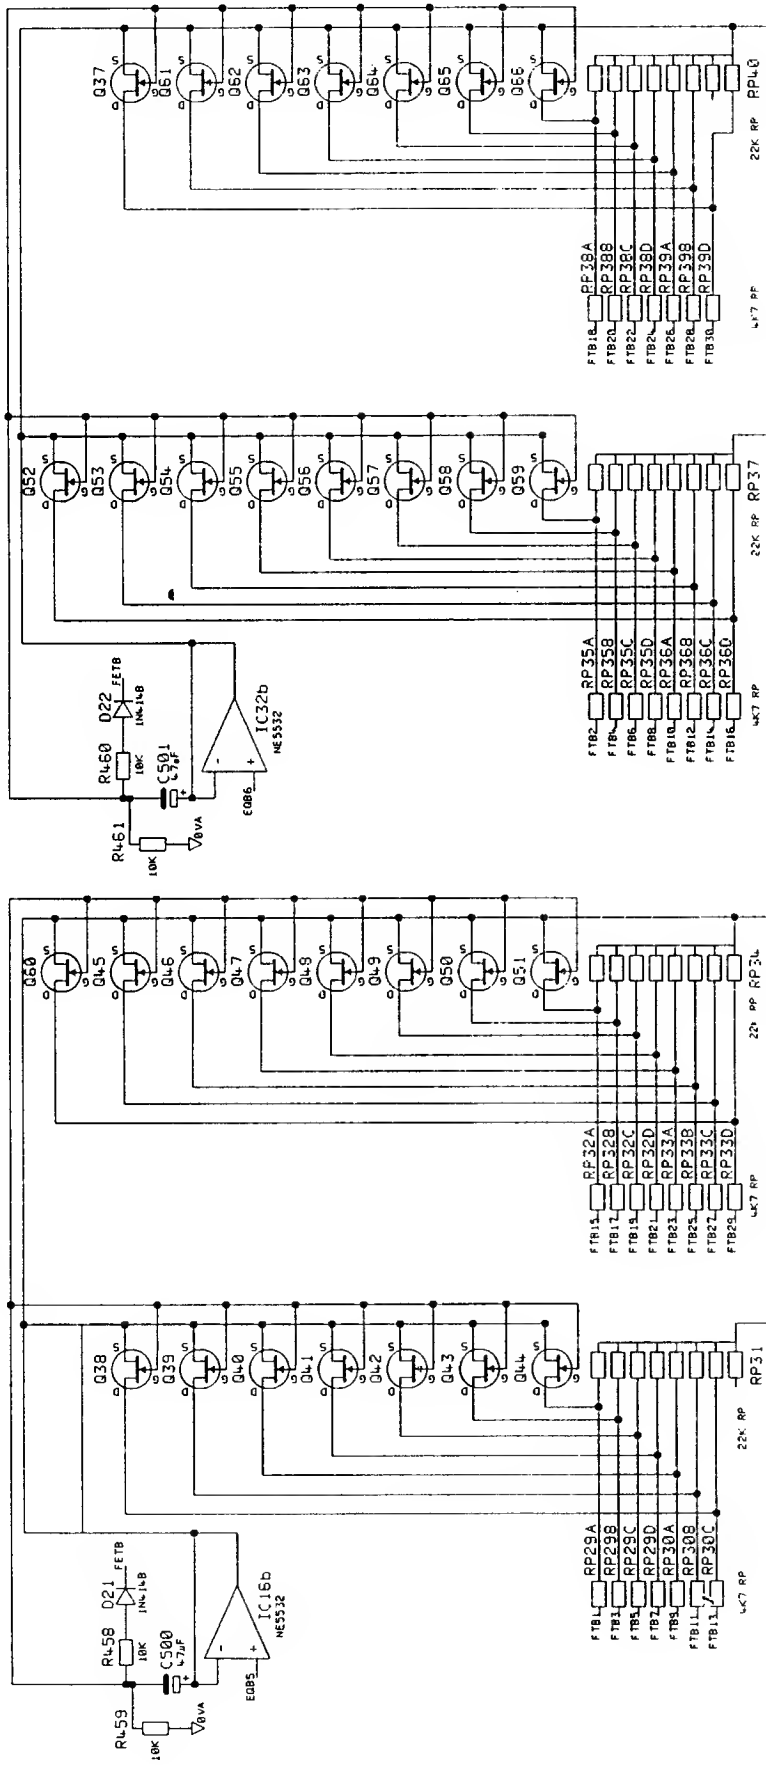 Q37 s d g
Q61 s d g
Q62 s d g
Q63 s d g
Q64 s d g
Q65 s d g
Q66 s d g
RP40
22K RP
FTB18 RP38A
FTB20 RP38B
FTB22 RP38C
FTB24 RP38D
FTB26 RP39A
FTB28 RP39B
FTB30 RP39D
4K7 RP
Q52 s d g
Q53 s d g
Q54 s d g
Q55 s d g
Q56 s d g
Q57 s d g
Q58 s d g
Q59 s d g
RP37
22K RP
FTB2 RP35A
FTB4 RP35B
FTB6 RP35C
FTB8 RP35D
FTB10 RP36A
FTB12 RP36B
FTB14 RP36C
FTB16 RP36D
4K7 RP
FETB
D22
1N4148
R460
10K
C501
47uF
+
R461
10K
0VA
-
+
IC32b
NE5532
EQB6
Q60 s d g
Q45 s d g
Q46 s d g
Q47 s d g
Q48 s d g
Q49 s d g
Q50 s d g
Q51 s d g
RP34
22K RP
FTB15 RP32A
FTB17 RP32B
FTB19 RP32C
FTB21 RP32D
FTB23 RP33A
FTB25 RP33B
FTB27 RP33C
FTB29 RP33D
4K7 RP
Q38 s d g
Q39 s d g
Q40 s d g
Q41 s d g
Q42 s d g
Q43 s d g
Q44 s d g
RP31
22K RP
FTB1 RP29A
FTB3 RP29B
FTB5 RP29C
FTB7 RP29D
FTB9 RP30A
FTB11 RP30B
FTB13 RP30C
4K7 RP
FETB
D21
1N4148
R458
10K
C500
47uF
+
R459
10K
0VA
-
+
IC16b
NE5532
EQB5